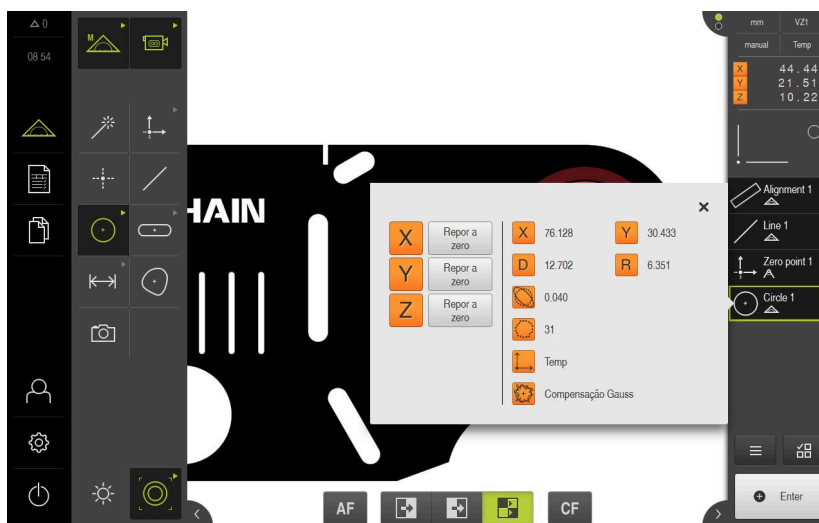 △ 0
08 54
M
HAIN
X Repor a zero
Y Repor a zero
Z Repor a zero
X 76.128 Y 30.433
D 12.702 R 6.351
0.040
31
Temp
Compensação Gauss
×
mm VZ1
manual Temp
X 44.44
Y 21.51
Z 10.22
Alignment 1
Line 1
Zero point 1
Circle 1
Enter
AF
CF